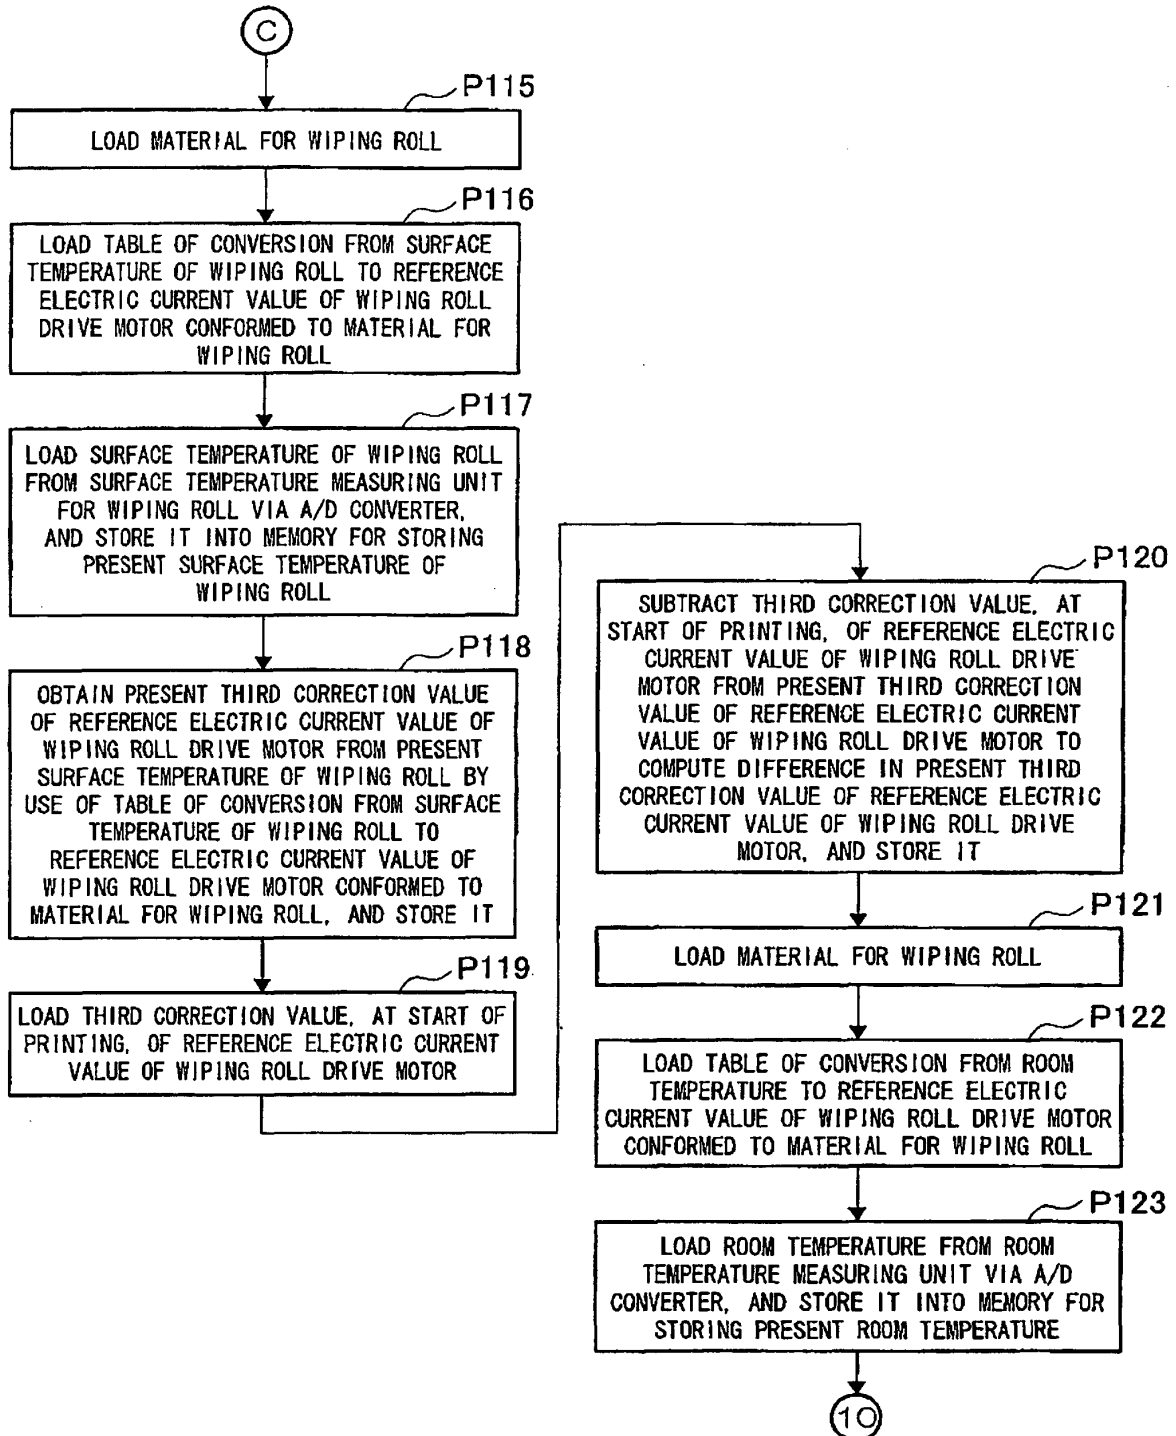 C
P115
LOAD MATERIAL FOR WIPING ROLL
P116
LOAD TABLE OF CONVERSION FROM SURFACE
TEMPERATURE OF WIPING ROLL TO REFERENCE
ELECTRIC CURRENT VALUE OF WIPING ROLL
DRIVE MOTOR CONFORMED TO MATERIAL FOR
WIPING ROLL
P117
LOAD SURFACE TEMPERATURE OF WIPING ROLL
FROM SURFACE TEMPERATURE MEASURING UNIT
FOR WIPING ROLL VIA A/D CONVERTER,
AND STORE IT INTO MEMORY FOR STORING
PRESENT SURFACE TEMPERATURE OF
WIPING ROLL
P118
OBTAIN PRESENT THIRD CORRECTION VALUE
OF REFERENCE ELECTRIC CURRENT VALUE OF
WIPING ROLL DRIVE MOTOR FROM PRESENT
SURFACE TEMPERATURE OF WIPING ROLL BY
USE OF TABLE OF CONVERSION FROM SURFACE
TEMPERATURE OF WIPING ROLL TO
REFERENCE ELECTRIC CURRENT VALUE OF
WIPING ROLL DRIVE MOTOR CONFORMED TO
MATERIAL FOR WIPING ROLL, AND STORE IT
P119
LOAD THIRD CORRECTION VALUE, AT START OF
PRINTING, OF REFERENCE ELECTRIC CURRENT
VALUE OF WIPING ROLL DRIVE MOTOR
P120
SUBTRACT THIRD CORRECTION VALUE, AT
START OF PRINTING, OF REFERENCE ELECTRIC
CURRENT VALUE OF WIPING ROLL DRIVE
MOTOR FROM PRESENT THIRD CORRECTION
VALUE OF REFERENCE ELECTRIC CURRENT
VALUE OF WIPING ROLL DRIVE MOTOR TO
COMPUTE DIFFERENCE IN PRESENT THIRD
CORRECTION VALUE OF REFERENCE ELECTRIC
CURRENT VALUE OF WIPING ROLL DRIVE
MOTOR, AND STORE IT
P121
LOAD MATERIAL FOR WIPING ROLL
P122
LOAD TABLE OF CONVERSION FROM ROOM
TEMPERATURE TO REFERENCE ELECTRIC
CURRENT VALUE OF WIPING ROLL DRIVE MOTOR
CONFORMED TO MATERIAL FOR WIPING ROLL
P123
LOAD ROOM TEMPERATURE FROM ROOM
TEMPERATURE MEASURING UNIT VIA A/D
CONVERTER, AND STORE IT INTO MEMORY FOR
STORING PRESENT ROOM TEMPERATURE
10